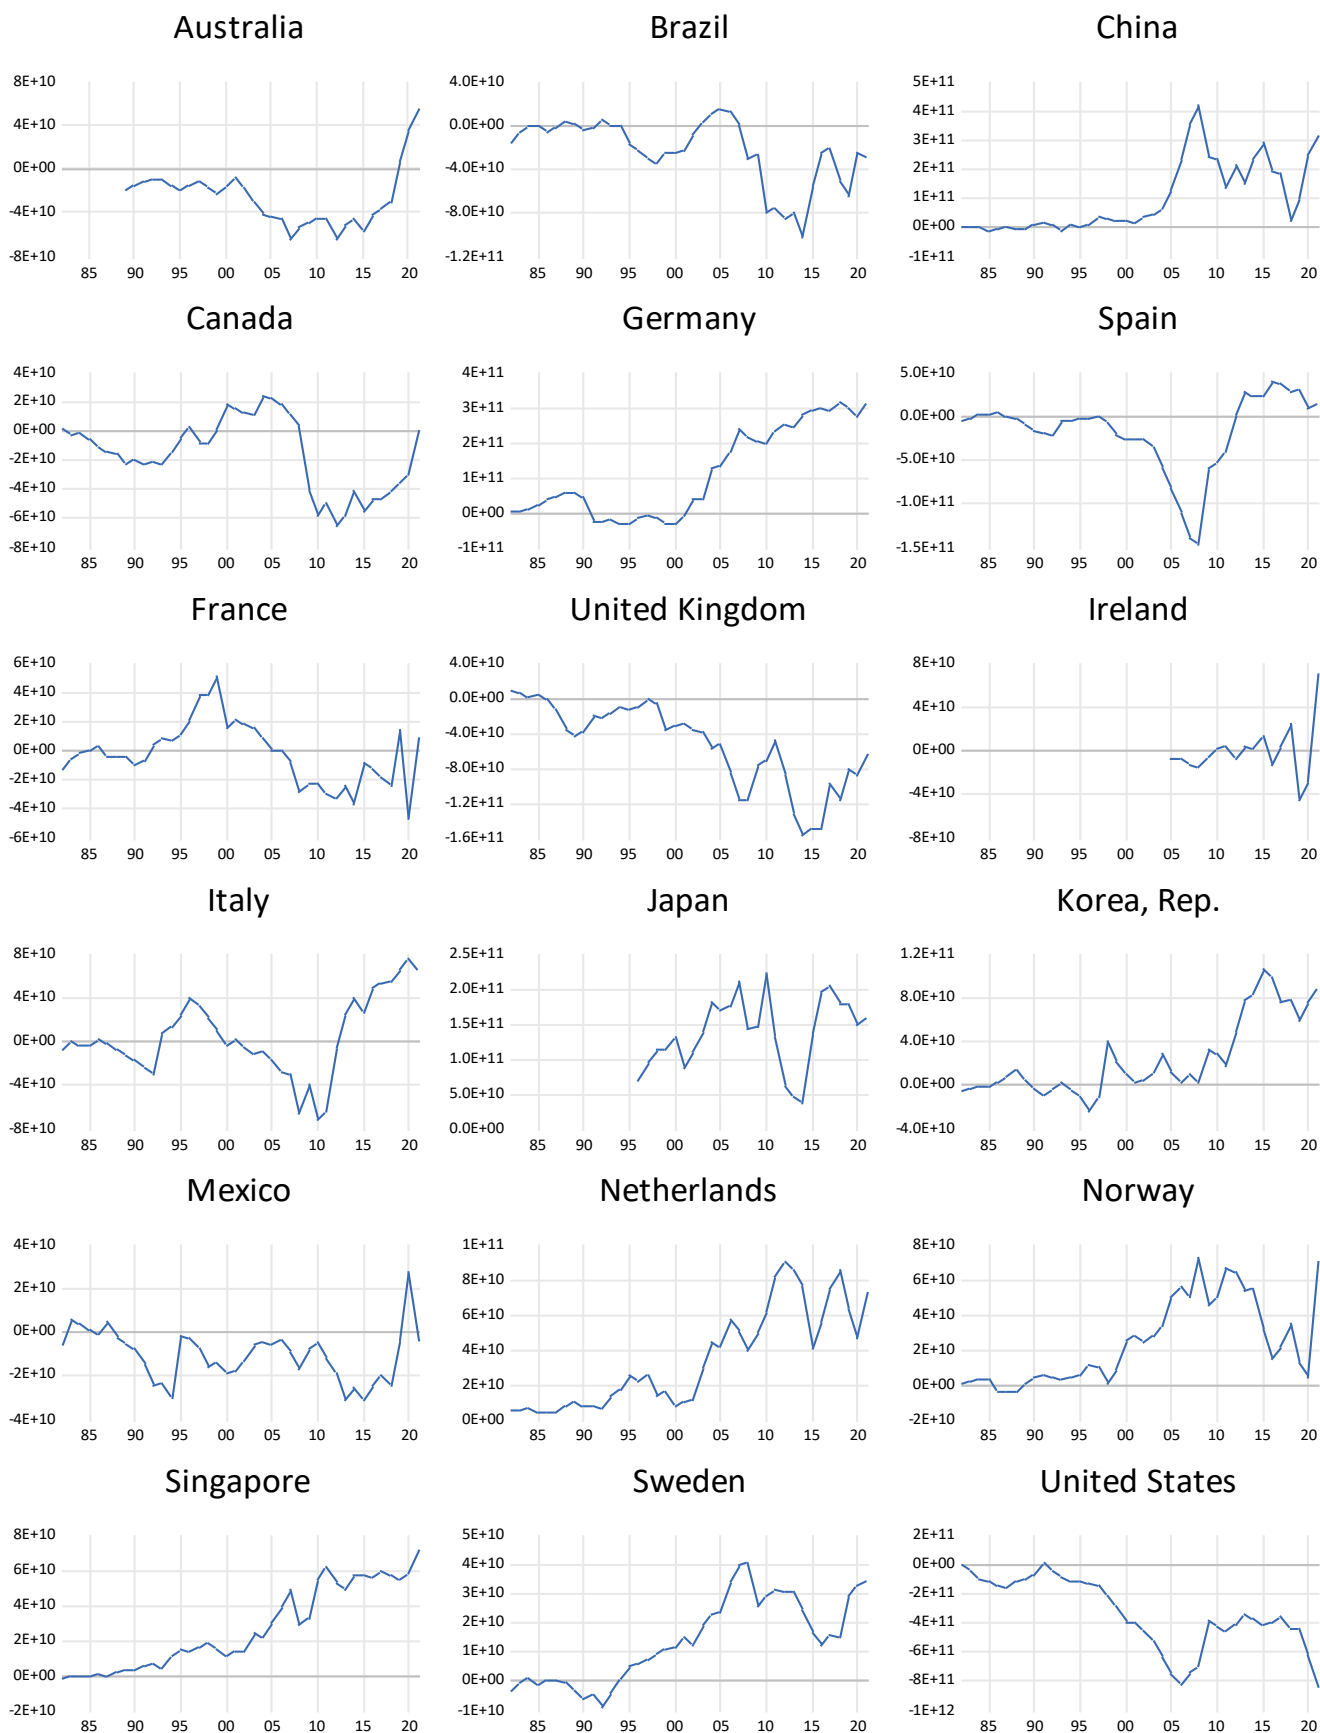 Australia Brazil China
8E+10 4.0E+10 5E+11
4E+10 0.0E+00 4E+11
3E+11
0E+00 -4.0E+10 2E+11
1E+11
-4E+10 -8.0E+10 0E+00
-8E+10 -1.2E+11 -1E+11
85 90 95 00 05 10 15 20 85 90 95 00 05 10 15 20 85 90 95 00 05 10 15 20
Canada Germany Spain
4E+10 4E+11 5.0E+10
2E+10 3E+11 0.0E+00
0E+00 2E+11
-2E+10 1E+11 -5.0E+10
-4E+10 0E+00 -1.0E+11
-6E+10
-8E+10 -1E+11 -1.5E+11
85 90 95 00 05 10 15 20 85 90 95 00 05 10 15 20 85 90 95 00 05 10 15 20
France United Kingdom Ireland
6E+10 4.0E+10 8E+10
4E+10 0.0E+00 4E+10
2E+10 -4.0E+10
0E+00 0E+00
-2E+10 -8.0E+10
-4E+10 -1.2E+11 -4E+10
-6E+10 -1.6E+11 -8E+10
85 90 95 00 05 10 15 20 85 90 95 00 05 10 15 20 85 90 95 00 05 10 15 20
Italy Japan Korea, Rep.
8E+10 2.5E+11 1.2E+11
4E+10 2.0E+11 8.0E+10
1.5E+11
0E+00 4.0E+10
1.0E+11
-4E+10 5.0E+10 0.0E+00
-8E+10 0.0E+00 -4.0E+10
85 90 95 00 05 10 15 20 85 90 95 00 05 10 15 20 85 90 95 00 05 10 15 20
Mexico Netherlands Norway
4E+10 1E+11 8E+10
2E+10 8E+10 6E+10
6E+10 4E+10
0E+00
4E+10 2E+10
-2E+10 2E+10 0E+00
-4E+10 0E+00 -2E+10
85 90 95 00 05 10 15 20 85 90 95 00 05 10 15 20 85 90 95 00 05 10 15 20
Singapore Sweden United States
8E+10 5E+10 2E+11
6E+10 4E+10 0E+00
3E+10 -2E+11
4E+10 2E+10 -4E+11
2E+10 1E+10 -6E+11
0E+00 0E+00 -8E+11
-2E+10 -1E+10 -1E+12
85 90 95 00 05 10 15 20 85 90 95 00 05 10 15 20 85 90 95 00 05 10 15 20